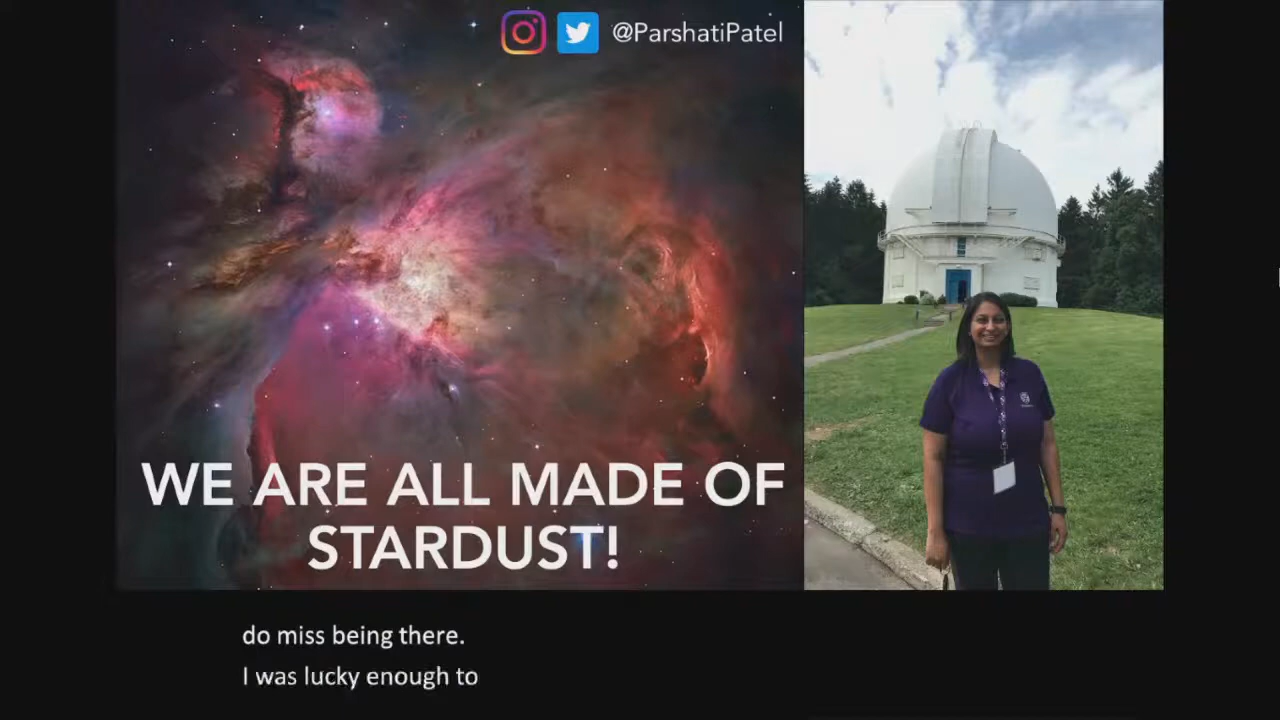 @ParshatiPatel
WE ARE ALL MADE OF
STARDUST!
do miss being there.
I was lucky enough to